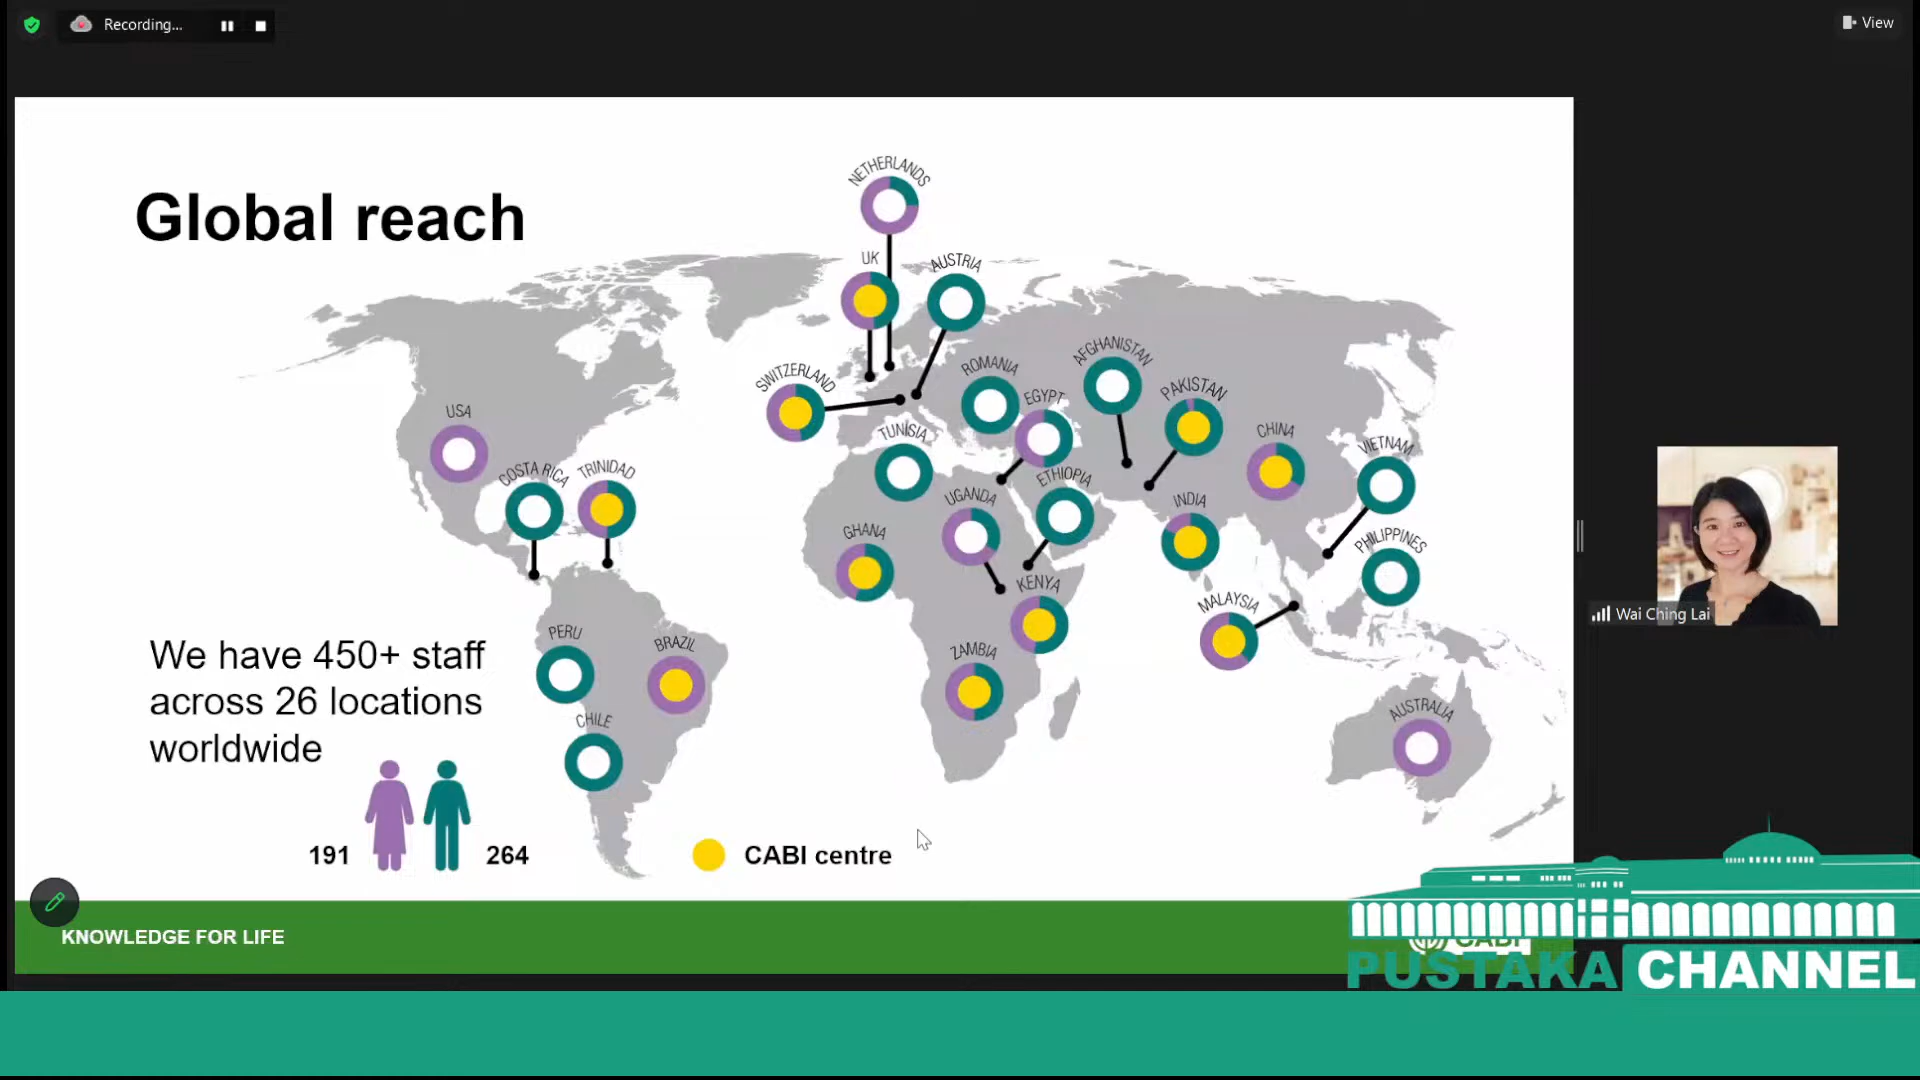 Recording...
View
Global reach
NETHERLANDS
UK
AUSTRIA
SWITZERLAND
ROMANIA
AFGHANISTAN
EGYPT
PAKISTAN
USA
TUNISIA
CHINA
VIETNAM
COSTA RICA
TRINIDAD
ETHIOPIA
UGANDA
INDIA
GHANA
PHILIPPINES
KENYA
MALAYSIA
Wai Ching Lai
PERU
BRAZIL
ZAMBIA
We have 450+ staff
across 26 locations
worldwide
CHILE
AUSTRALIA
191
264
CABI centre
KNOWLEDGE FOR LIFE
CABI
PUSTAKA CHANNEL